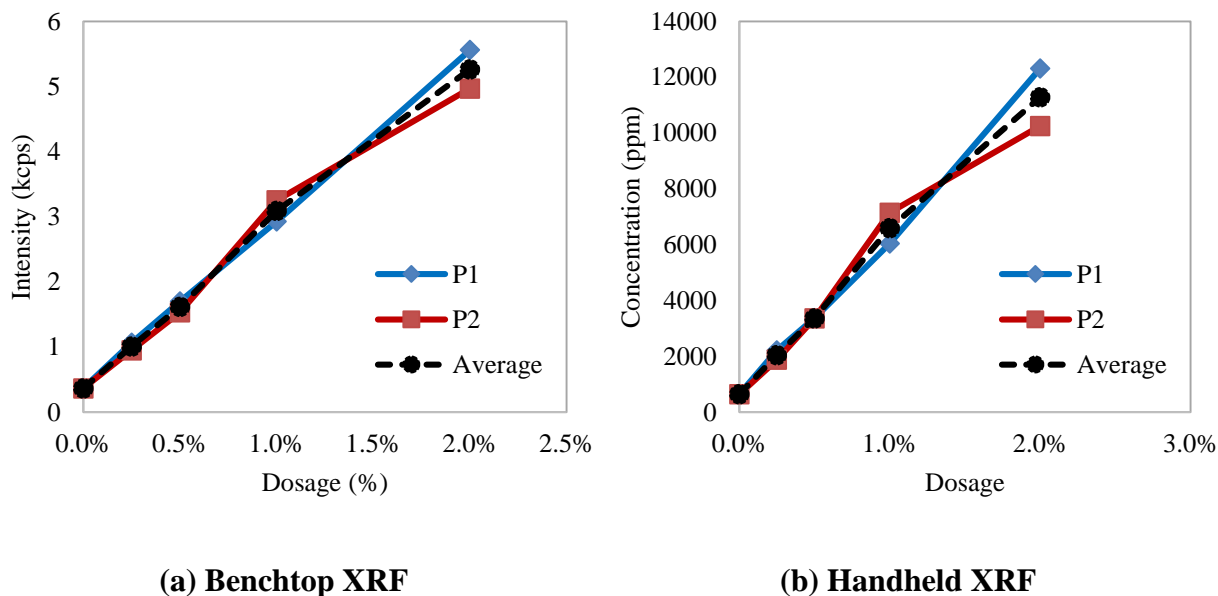 6
5
4
3
2
1
0
Intensity (kcps)
0.0%
0.5%
1.0%
1.5%
2.0%
2.5%
Dosage (%)
P1
P2
Average
(a) Benchtop XRF
14000
12000
10000
8000
6000
4000
2000
0
Concentration (ppm)
0.0%
1.0%
2.0%
3.0%
Dosage
P1
P2
Average
(b) Handheld XRF